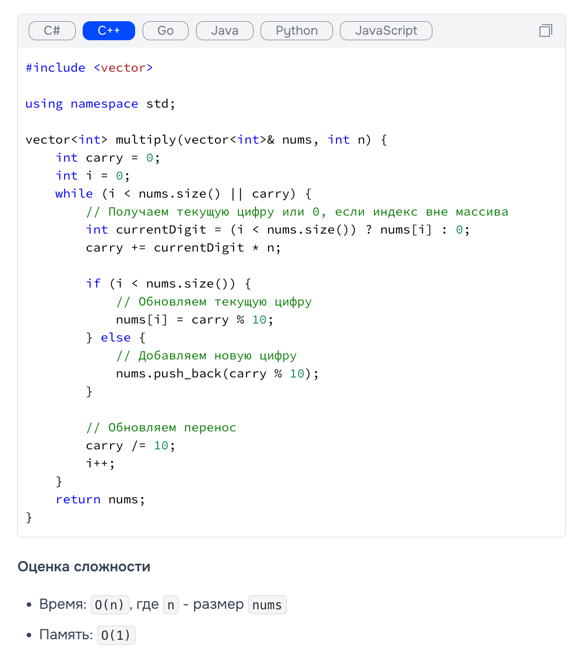 C# C++ Go Java Python JavaScript
#include <vector>
using namespace std;
vector<int> multiply(vector<int>& nums, int n) {
    int carry = 0;
    int i = 0;
    while (i < nums.size() || carry) {
        // Получаем текущую цифру или 0, если индекс вне массива
        int currentDigit = (i < nums.size()) ? nums[i] : 0;
        carry += currentDigit * n;
        if (i < nums.size()) {
            // Обновляем текущую цифру
            nums[i] = carry % 10;
        } else {
            // Добавляем новую цифру
            nums.push_back(carry % 10);
        }
        // Обновляем перенос
        carry /= 10;
        i++;
    }
    return nums;
}
Оценка сложности
• Время: O(n), где n - размер nums
• Память: O(1)